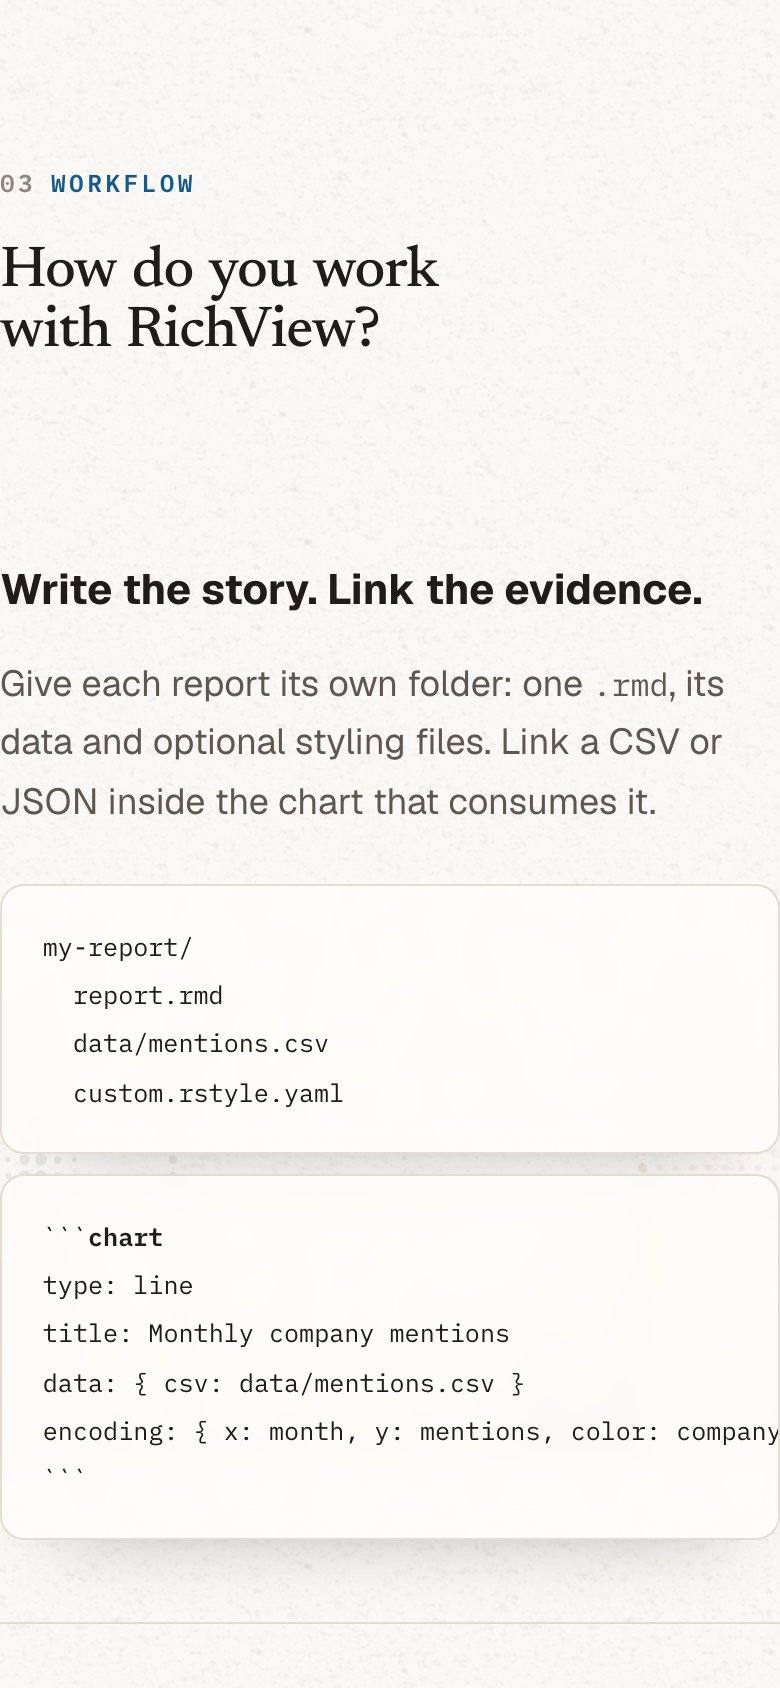 03 WORKFLOW
How do you work
with RichView?
Write the story. Link the evidence.
Give each report its own folder: one .rmd, its
data and optional styling files. Link a CSV or
JSON inside the chart that consumes it.
my-report/
  report.rmd
  data/mentions.csv
  custom.rstyle.yaml
```chart
type: line
title: Monthly company mentions
data: { csv: data/mentions.csv }
encoding: { x: month, y: mentions, color: company
```